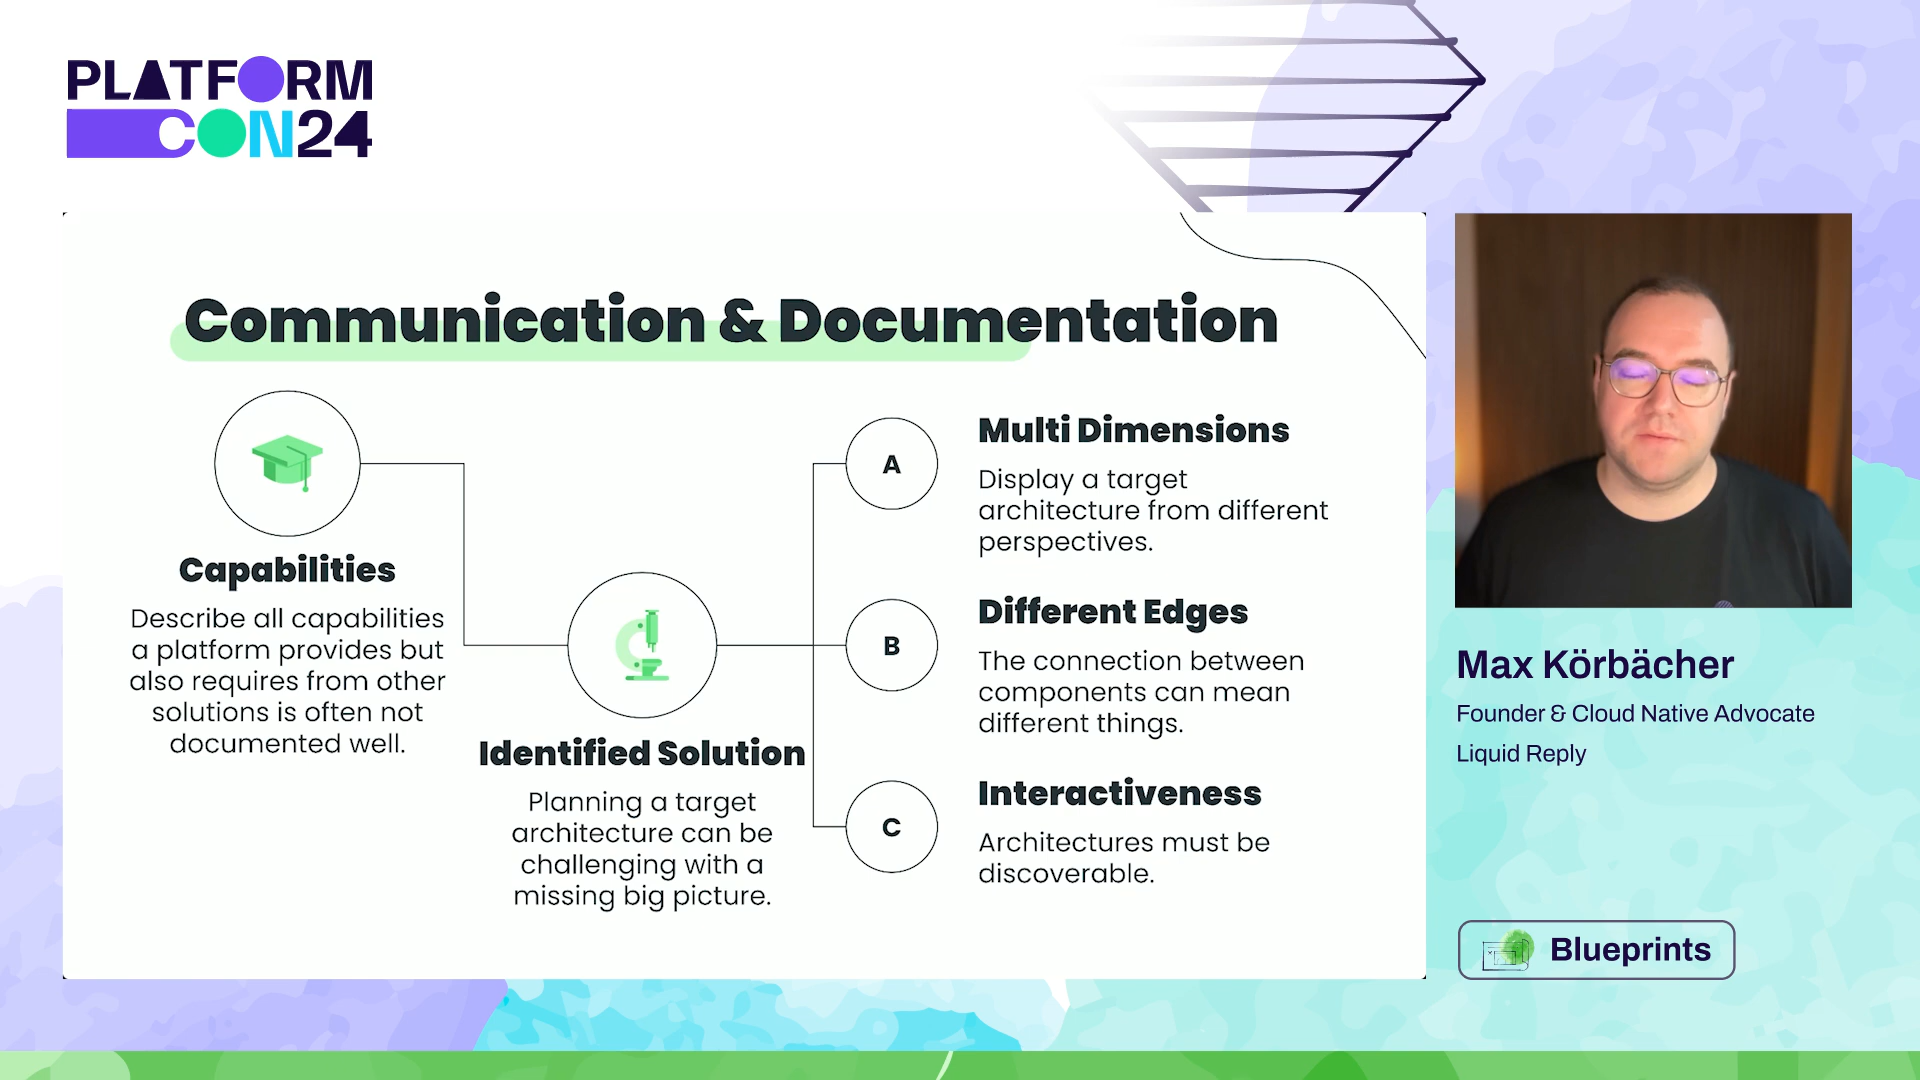 PLATFORM
CON24
Communication & Documentation
Capabilities
Describe all capabilities
a platform provides but
also requires from other
solutions is often not
documented well.
Identified Solution
Planning a target
architecture can be
challenging with a
missing big picture.
A
Multi Dimensions
Display a target
architecture from different
perspectives.
B
Different Edges
The connection between
components can mean
different things.
C
Interactiveness
Architectures must be
discoverable.
Max Körbächer
Founder & Cloud Native Advocate
Liquid Reply
Blueprints